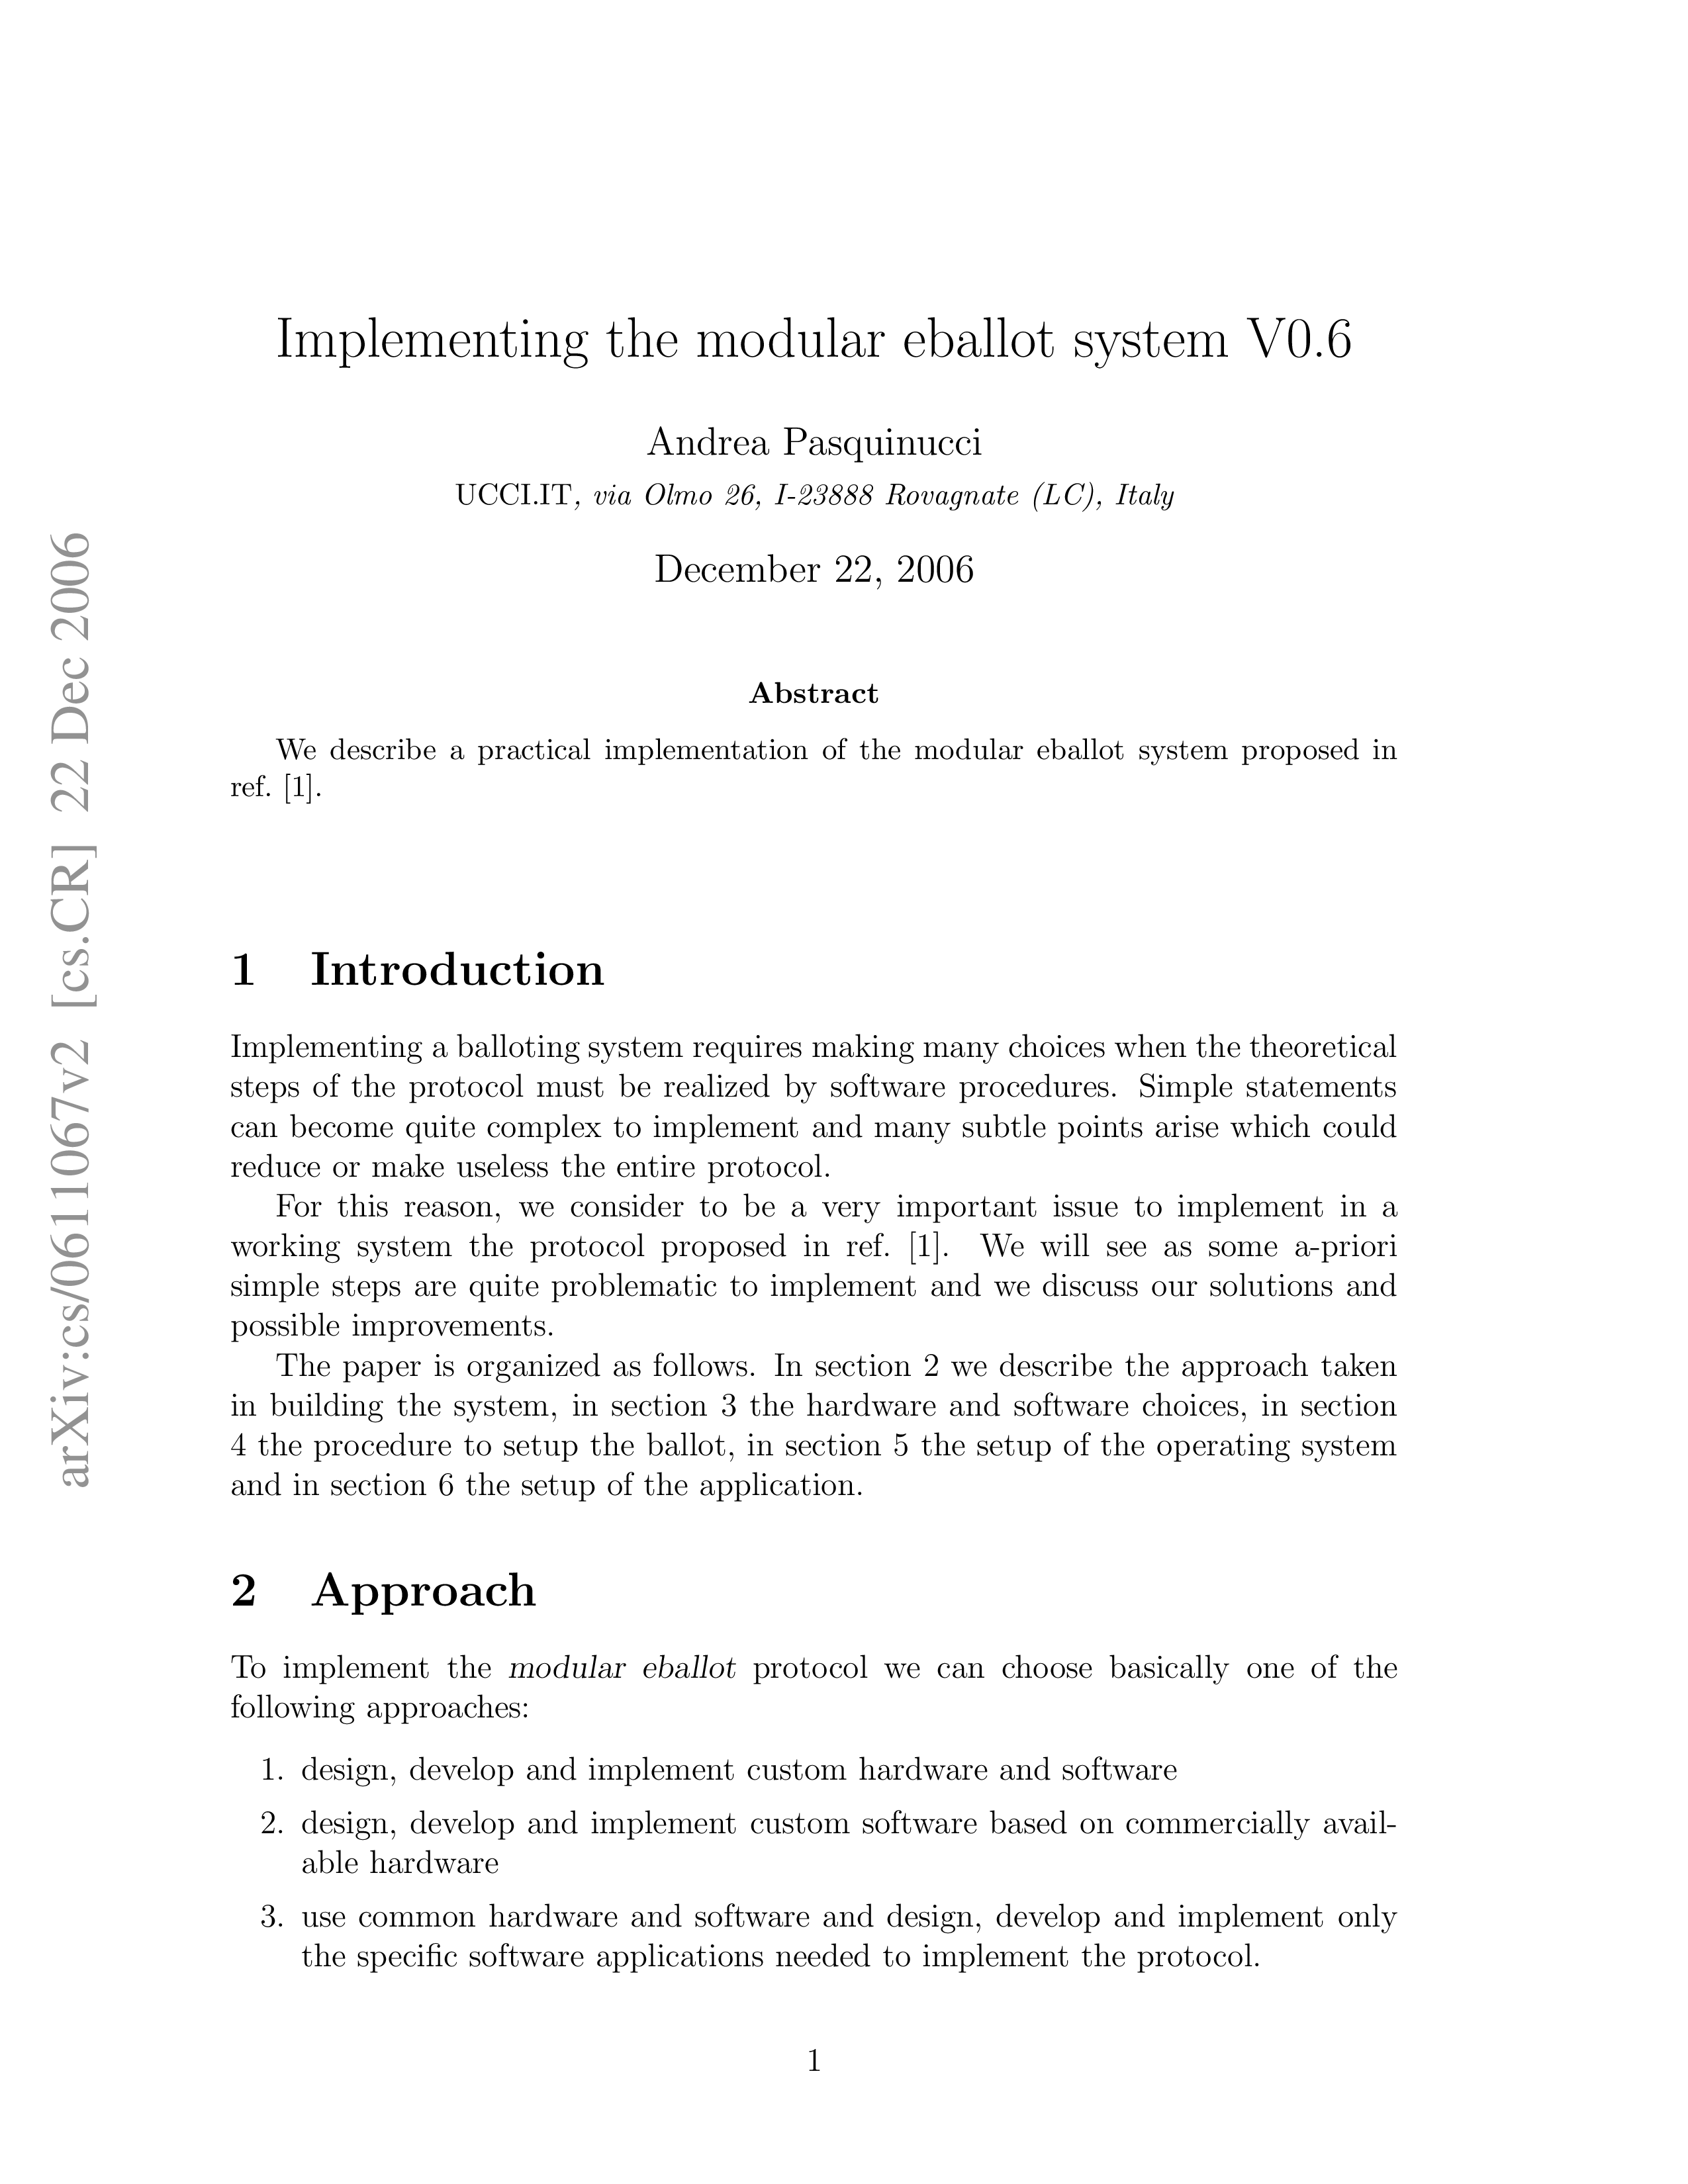 Implementing the modular eballot system V0.6
Andrea Pasquinucci
UCCI.IT, via Olmo 26, I-23888 Rovagnate (LC), Italy
December 22, 2006
Abstract
We describe a practical implementation of the modular eballot system proposed in
ref. [1].
1 Introduction
Implementing a balloting system requires making many choices when the theoretical
steps of the protocol must be realized by software procedures. Simple statements
can become quite complex to implement and many subtle points arise which could
reduce or make useless the entire protocol.
For this reason, we consider to be a very important issue to implement in a
working system the protocol proposed in ref. [1]. We will see as some a-priori
simple steps are quite problematic to implement and we discuss our solutions and
possible improvements.
The paper is organized as follows. In section 2 we describe the approach taken
in building the system, in section 3 the hardware and software choices, in section
4 the procedure to setup the ballot, in section 5 the setup of the operating system
and in section 6 the setup of the application.
2 Approach
To implement the modular eballot protocol we can choose basically one of the
following approaches:
1. design, develop and implement custom hardware and software
2. design, develop and implement custom software based on commercially avail-
able hardware
3. use common hardware and software and design, develop and implement only
the specific software applications needed to implement the protocol.
1
arXiv:cs/0611067v2 [cs.CR] 22 Dec 2006